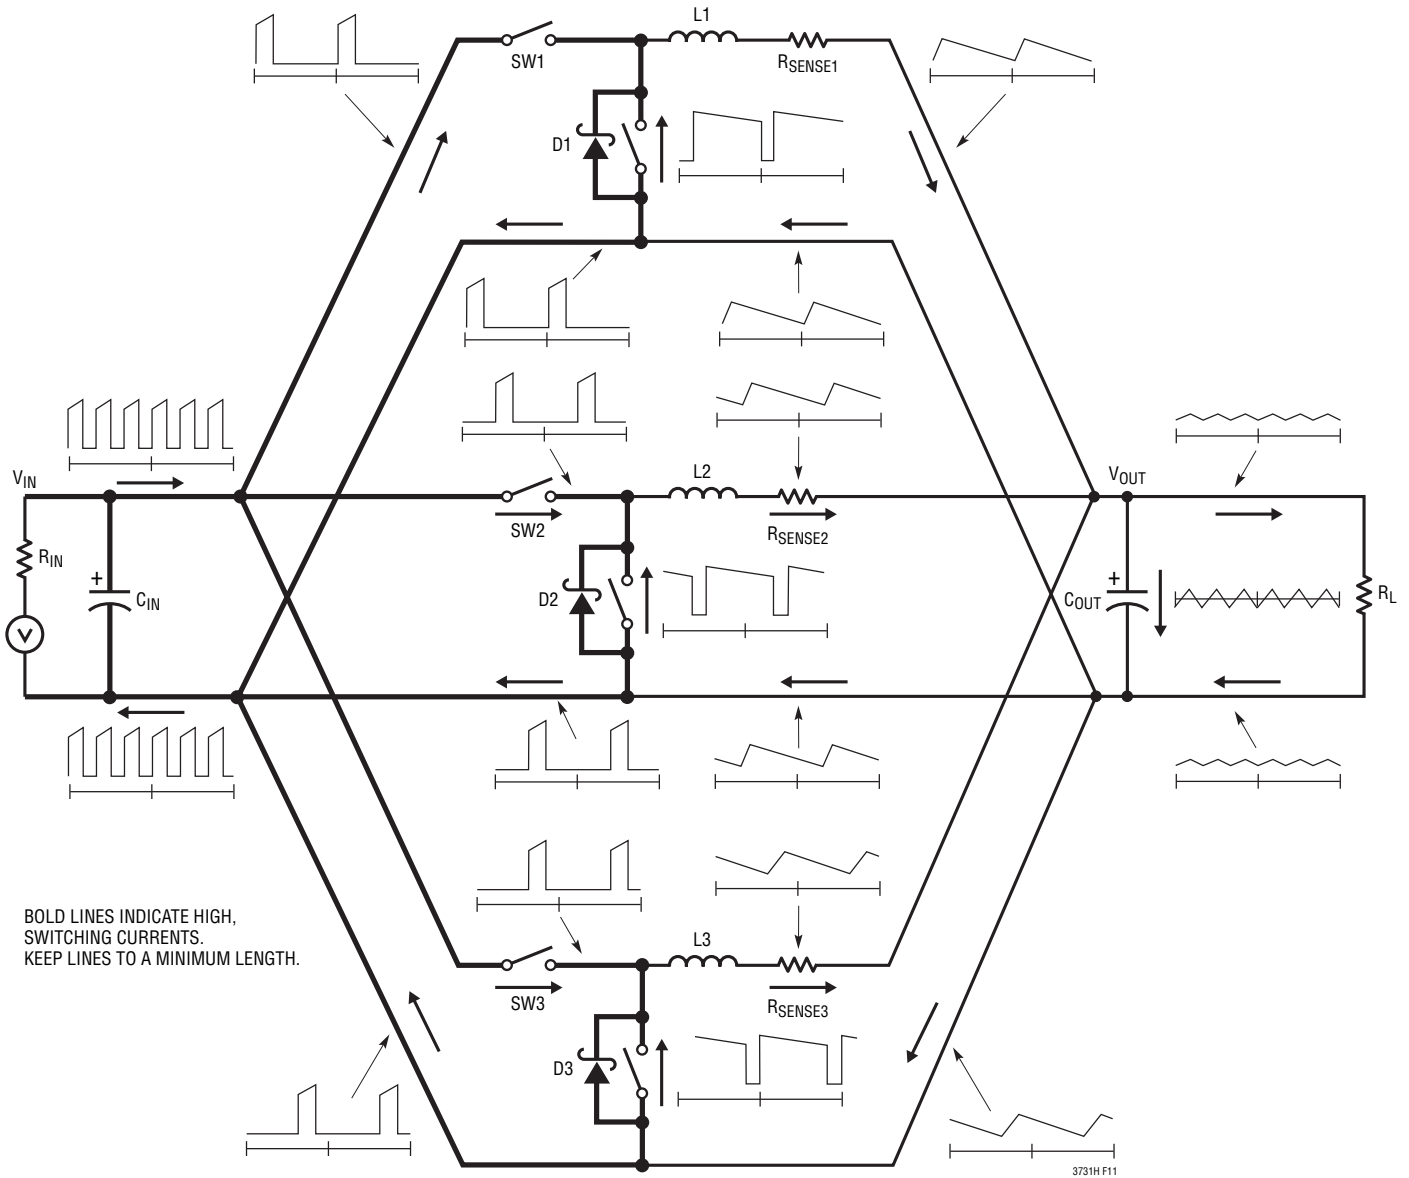 L1
SW1
RSENSE1
D1
VIN
L2
VOUT
SW2
RSENSE2
RIN
+
CIN
D2
+
COUT
RL
BOLD LINES INDICATE HIGH,
SWITCHING CURRENTS.
KEEP LINES TO A MINIMUM LENGTH.
L3
SW3
RSENSE3
D3
V
3731H F11